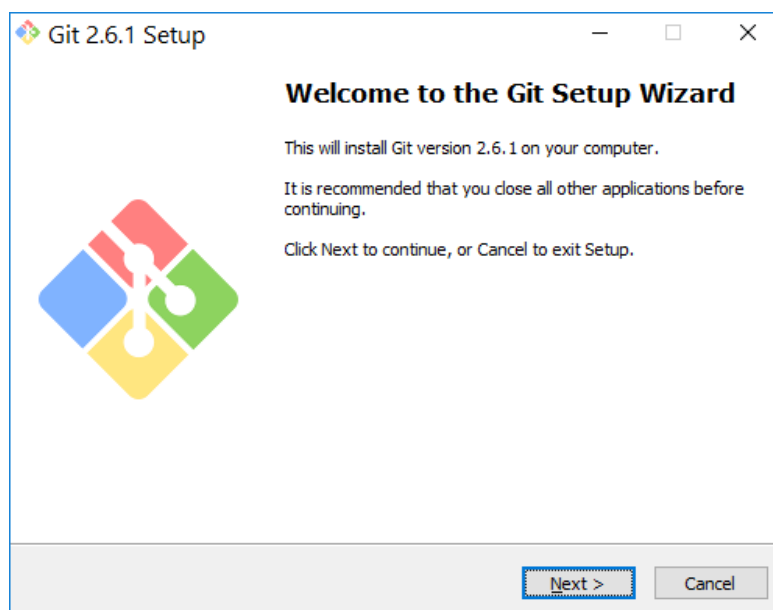 Git 2.6.1 Setup
Welcome to the Git Setup Wizard
This will install Git version 2.6.1 on your computer.
It is recommended that you close all other applications before
continuing.
Click Next to continue, or Cancel to exit Setup.
Next >
Cancel